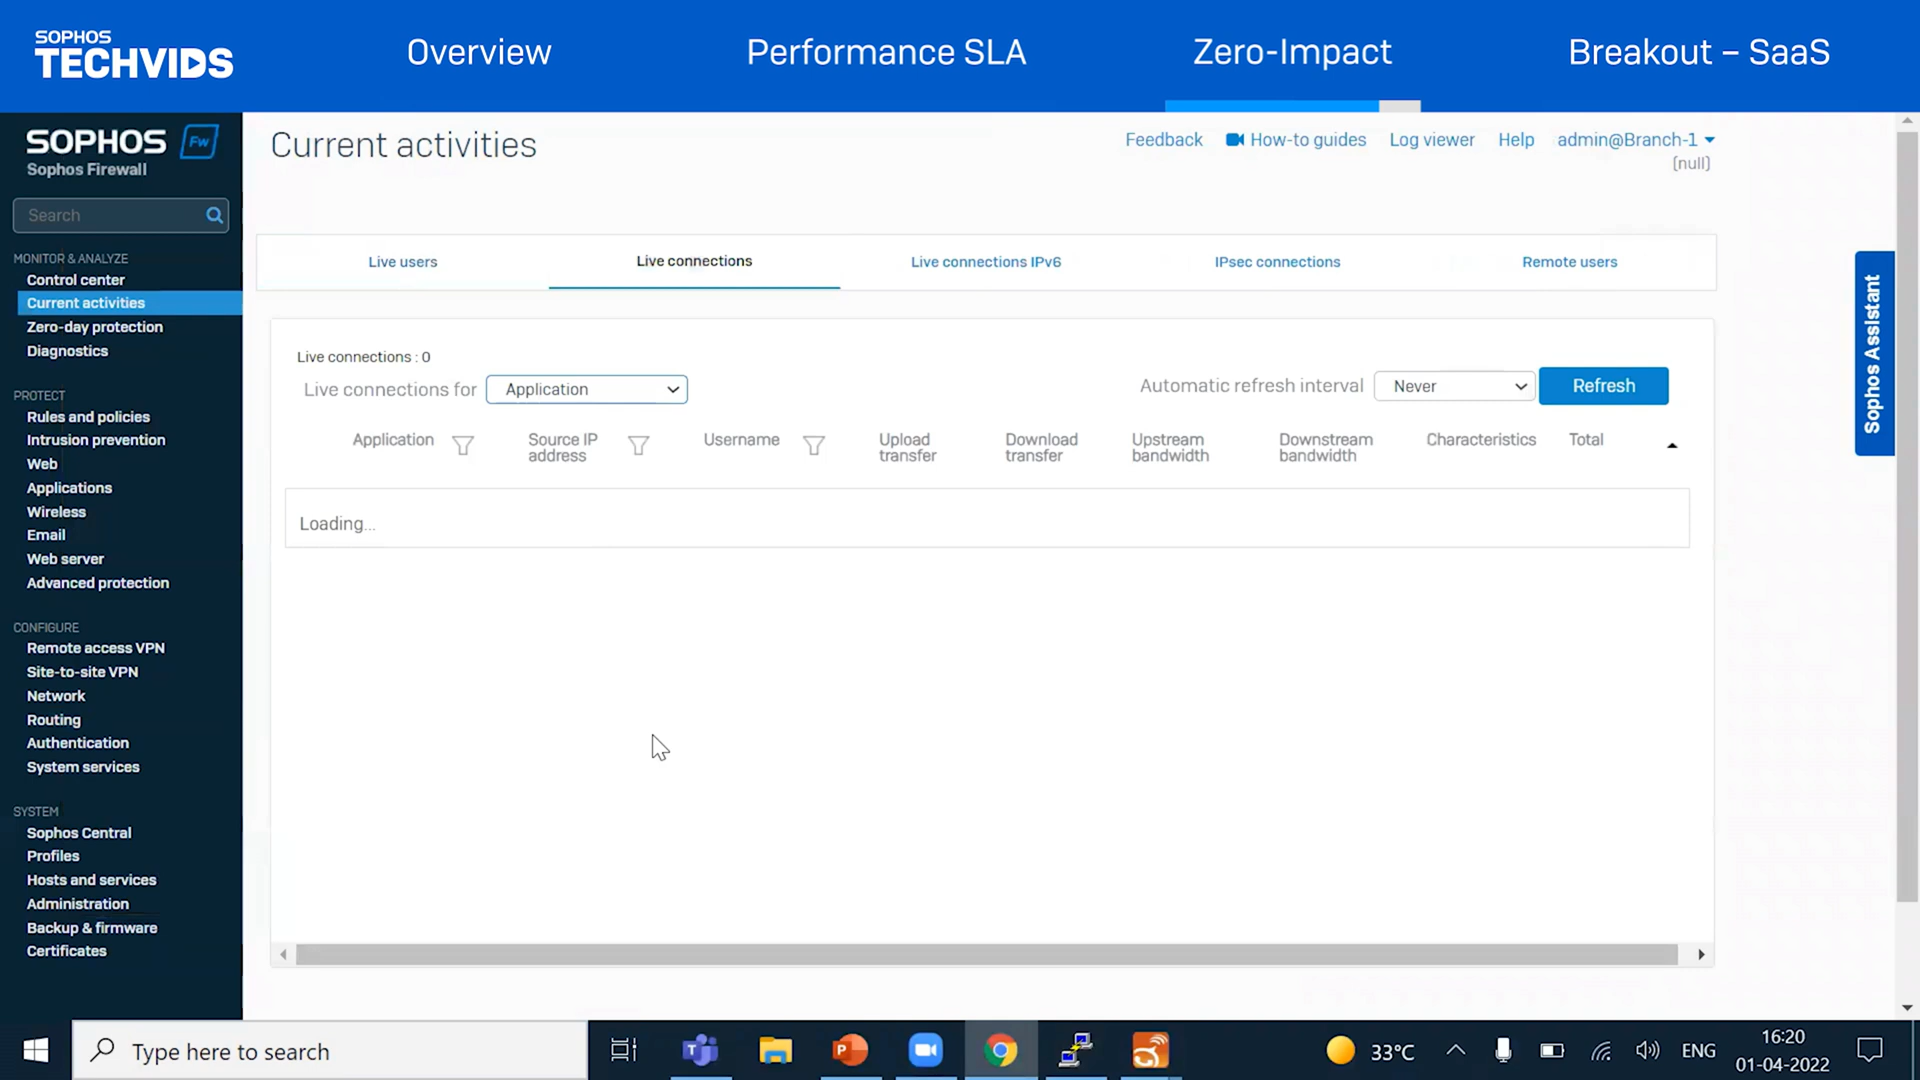 SOPHOS
TECHVIDS
Overview
Performance SLA
Zero-Impact
Breakout – SaaS
SOPHOS
Fw
Sophos Firewall
Search
MONITOR & ANALYZE
Control center
Current activities
Zero-day protection
Diagnostics
PROTECT
Rules and policies
Intrusion prevention
Web
Applications
Wireless
Email
Web server
Advanced protection
CONFIGURE
Remote access VPN
Site-to-site VPN
Network
Routing
Authentication
System services
SYSTEM
Sophos Central
Profiles
Hosts and services
Administration
Backup & firmware
Certificates
Current activities
Feedback
How-to guides
Log viewer
Help
admin@Branch-1
(null)
Live users
Live connections
Live connections IPv6
IPsec connections
Remote users
Live connections : 0
Live connections for
Application
Automatic refresh interval
Never
Refresh
Application
Source IP
address
Username
Upload
transfer
Download
transfer
Upstream
bandwidth
Downstream
bandwidth
Characteristics
Total
Loading...
Sophos Assistant
Type here to search
33°C
ENG
16:20
01-04-2022